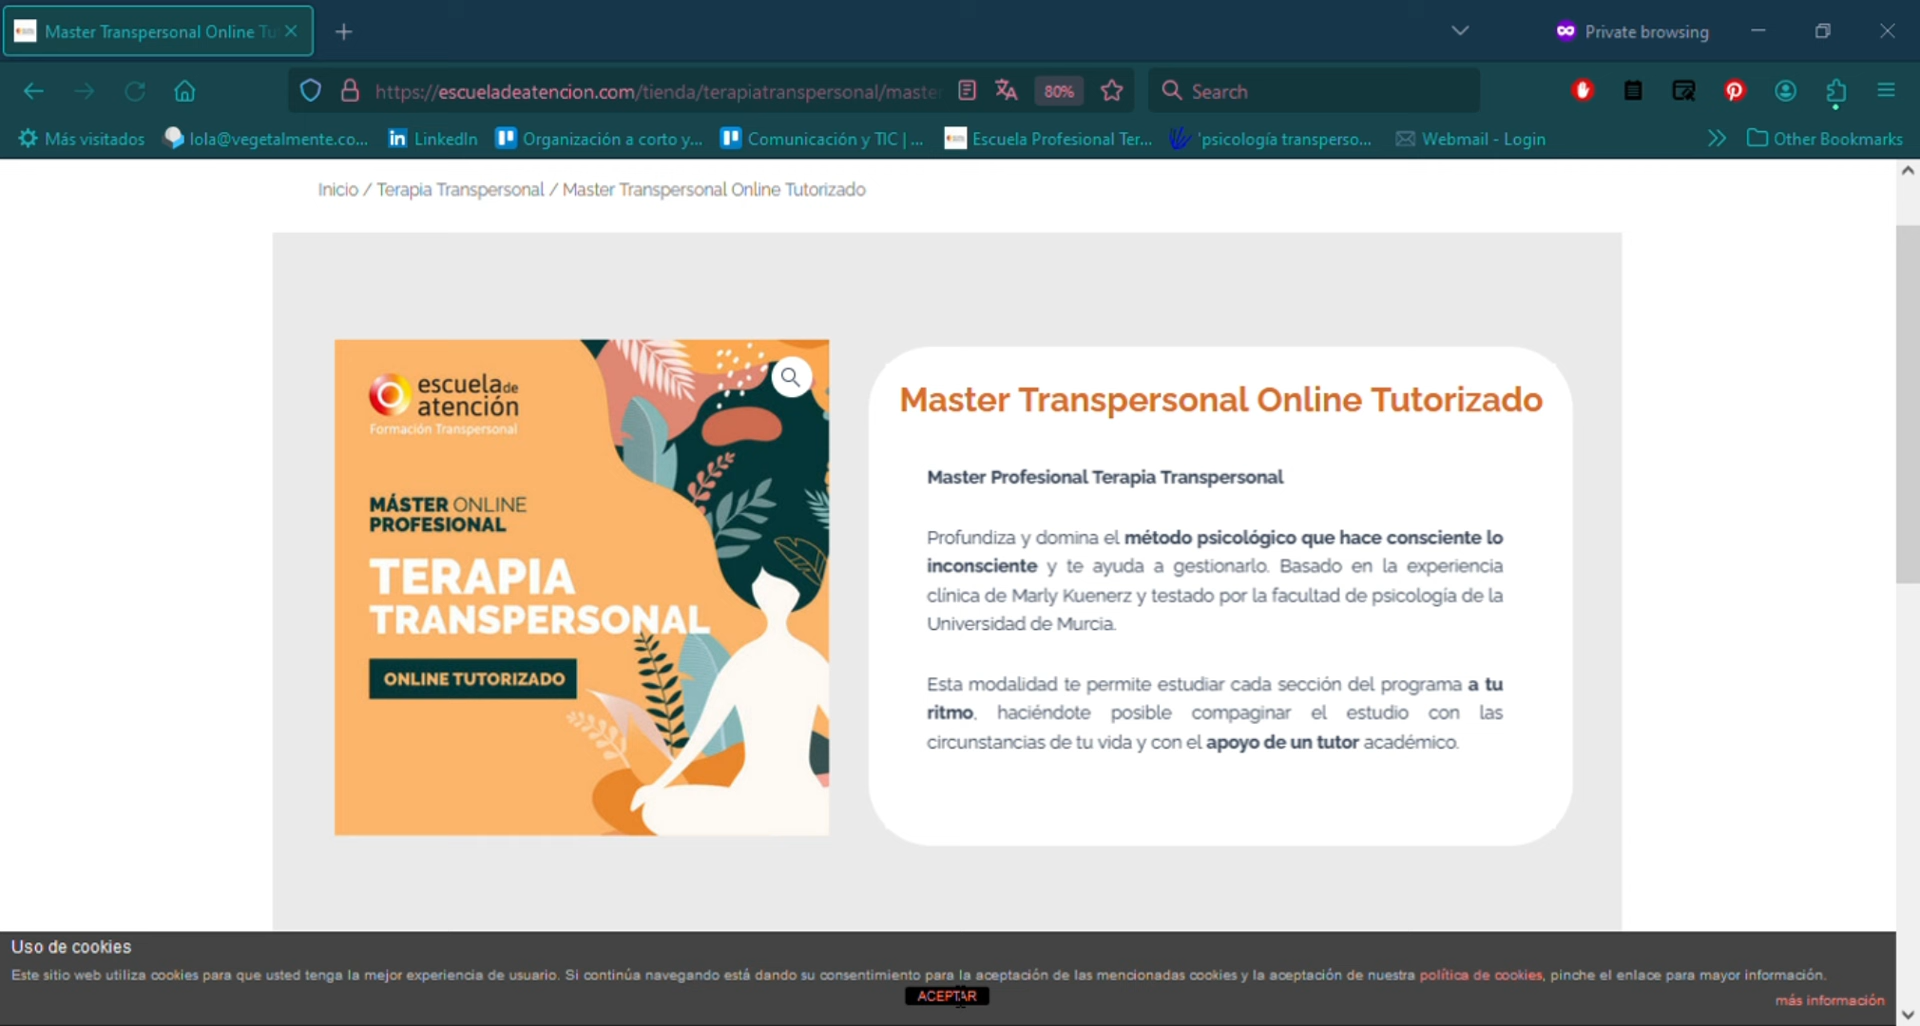 Master Transpersonal Online Tu
Private browsing
https://escueladeatencion.com/tienda/terapiatranspersonal/master
80%
Search
Más visitados
lola@vegetalmente.co...
LinkedIn
Organización a corto y...
Comunicación y TIC | ...
Escuela Profesional Ter...
'psicología transperso...
Webmail - Login
Other Bookmarks
Inicio / Terapia Transpersonal / Master Transpersonal Online Tutorizado
escuela de
atención
Formación Transpersonal
MÁSTER ONLINE
PROFESIONAL
TERAPIA
TRANSPERSONAL
ONLINE TUTORIZADO
Master Transpersonal Online Tutorizado
Master Profesional Terapia Transpersonal
Profundiza y domina el método psicológico que hace consciente lo
inconsciente y te ayuda a gestionarlo. Basado en la experiencia
clínica de Marly Kuenerz y testado por la facultad de psicología de la
Universidad de Murcia.
Esta modalidad te permite estudiar cada sección del programa a tu
ritmo, haciéndote posible compaginar el estudio con las
circunstancias de tu vida y con el apoyo de un tutor académico.
Uso de cookies
Este sitio web utiliza cookies para que usted tenga la mejor experiencia de usuario. Si continúa navegando está dando su consentimiento para la aceptación de las mencionadas cookies y la aceptación de nuestra política de cookies, pinche el enlace para mayor información.
ACEPTAR
más información